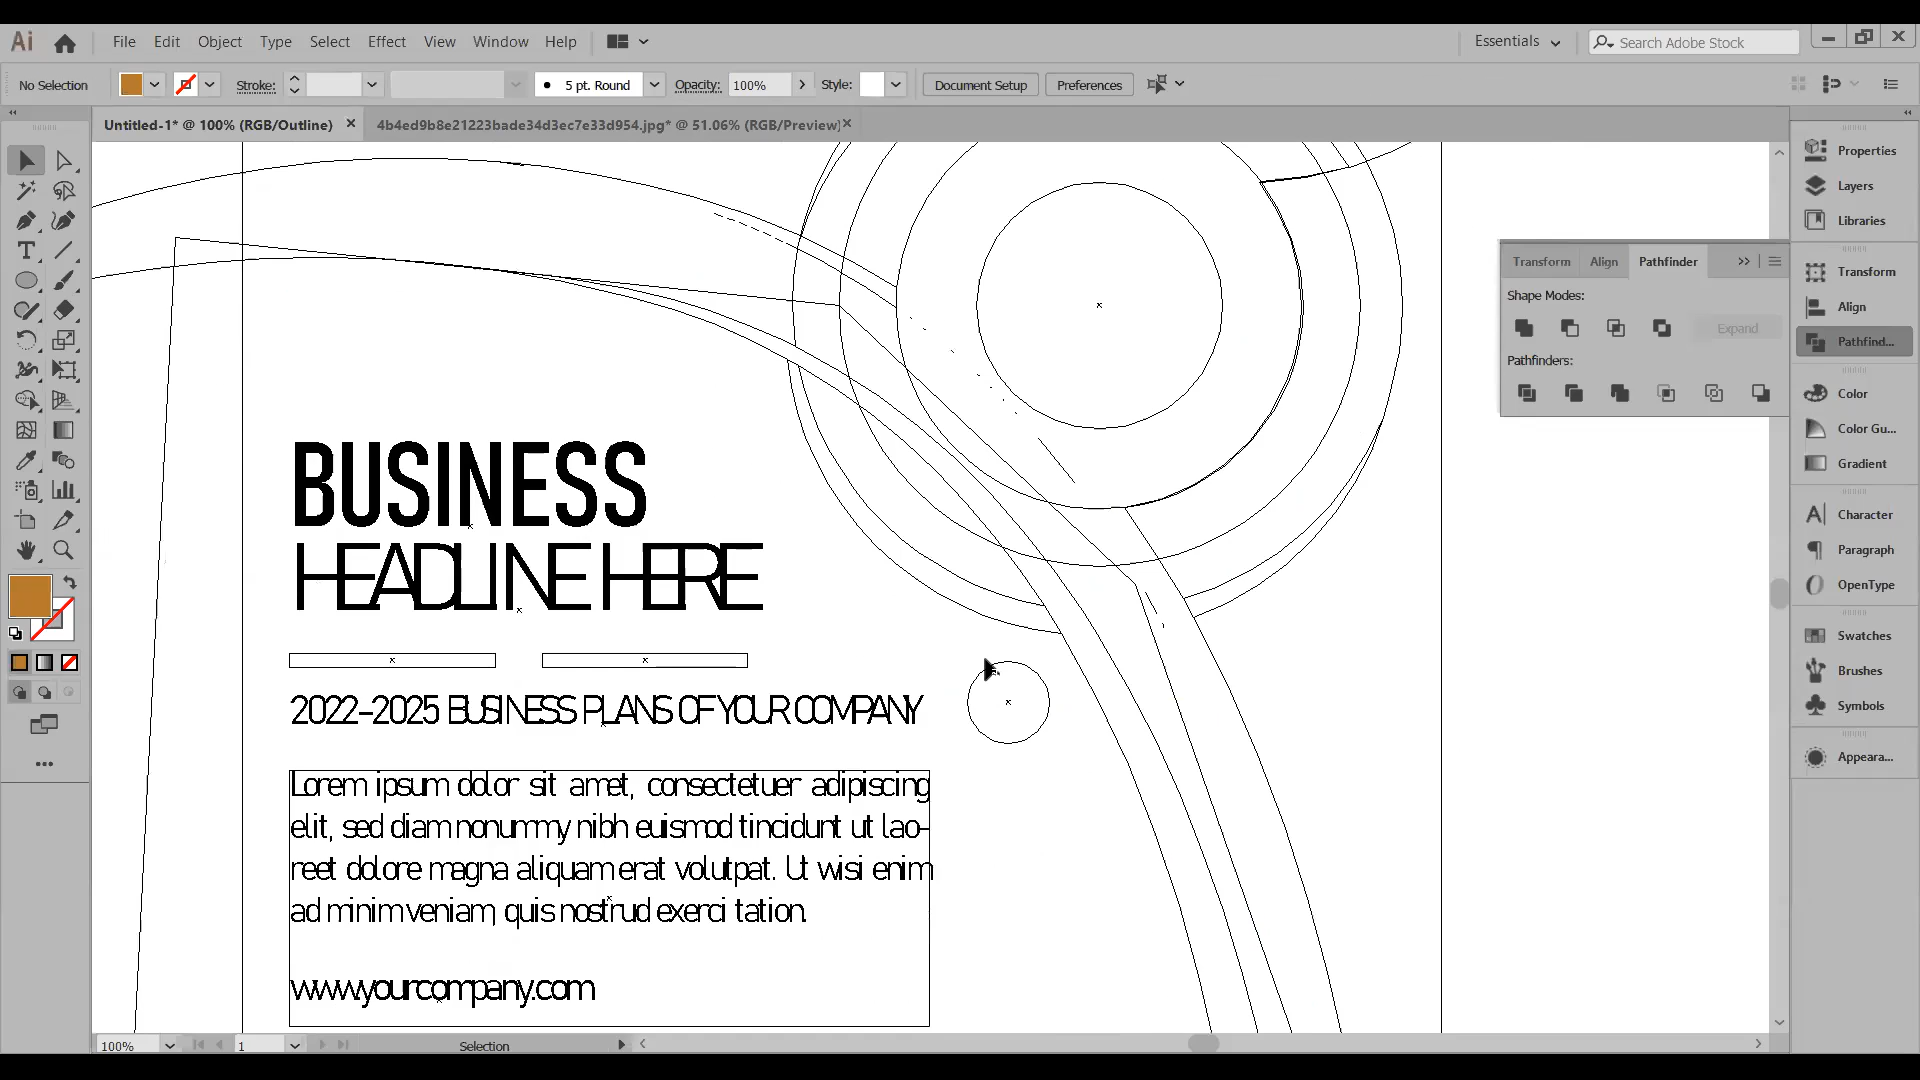 Ai File Edit Object Type Select Effect View Window Help Essentials Search Adobe Stock
No Selection Stroke: 5 pt. Round Opacity: 100% Style: Document Setup Preferences
Untitled-1* @ 100% (RGB/Outline) 4b4ed9b8e21223bade34d3ec7e33d954.jpg* @ 51.06% (RGB/Preview)
Properties
Layers
Libraries
Transform
Align
Pathfind...
Color
Color Gu...
Gradient
Character
Paragraph
OpenType
Swatches
Brushes
Symbols
Appeara...
Transform Align Pathfinder
Shape Modes:
Expand
Pathfinders:
BUSINESS
HEADLINE HERE
2022-2025 BUSINESS PLANS OF YOUR COMPANY
Lorem ipsum dolor sit amet, consectetuer adipiscing
elit, sed diam nonummy nibh euismod tincidunt ut lao-
reet dolore magna aliquam erat volutpat. Ut wisi enim
ad minim veniam, quis nostrud exerci tation.
www.yourcompany.com
100% 1 Selection